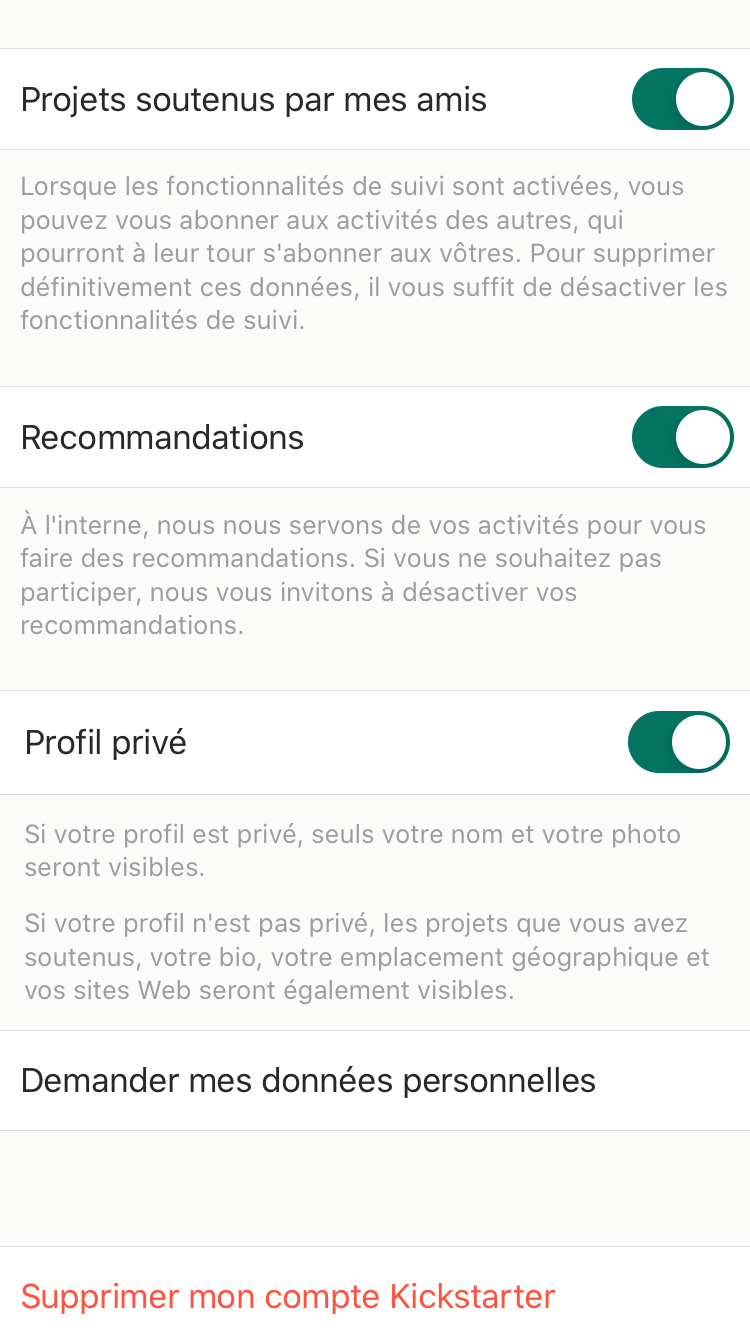 Projets soutenus par mes amis
Lorsque les fonctionnalités de suivi sont activées, vous
pouvez vous abonner aux activités des autres, qui
pourront à leur tour s'abonner aux vôtres. Pour supprimer
définitivement ces données, il vous suffit de désactiver les
fonctionnalités de suivi.
Recommandations
À l'interne, nous nous servons de vos activités pour vous
faire des recommandations. Si vous ne souhaitez pas
participer, nous vous invitons à désactiver vos
recommandations.
Profil privé
Si votre profil est privé, seuls votre nom et votre photo
seront visibles.
Si votre profil n'est pas privé, les projets que vous avez
soutenus, votre bio, votre emplacement géographique et
vos sites Web seront également visibles.
Demander mes données personnelles
Supprimer mon compte Kickstarter